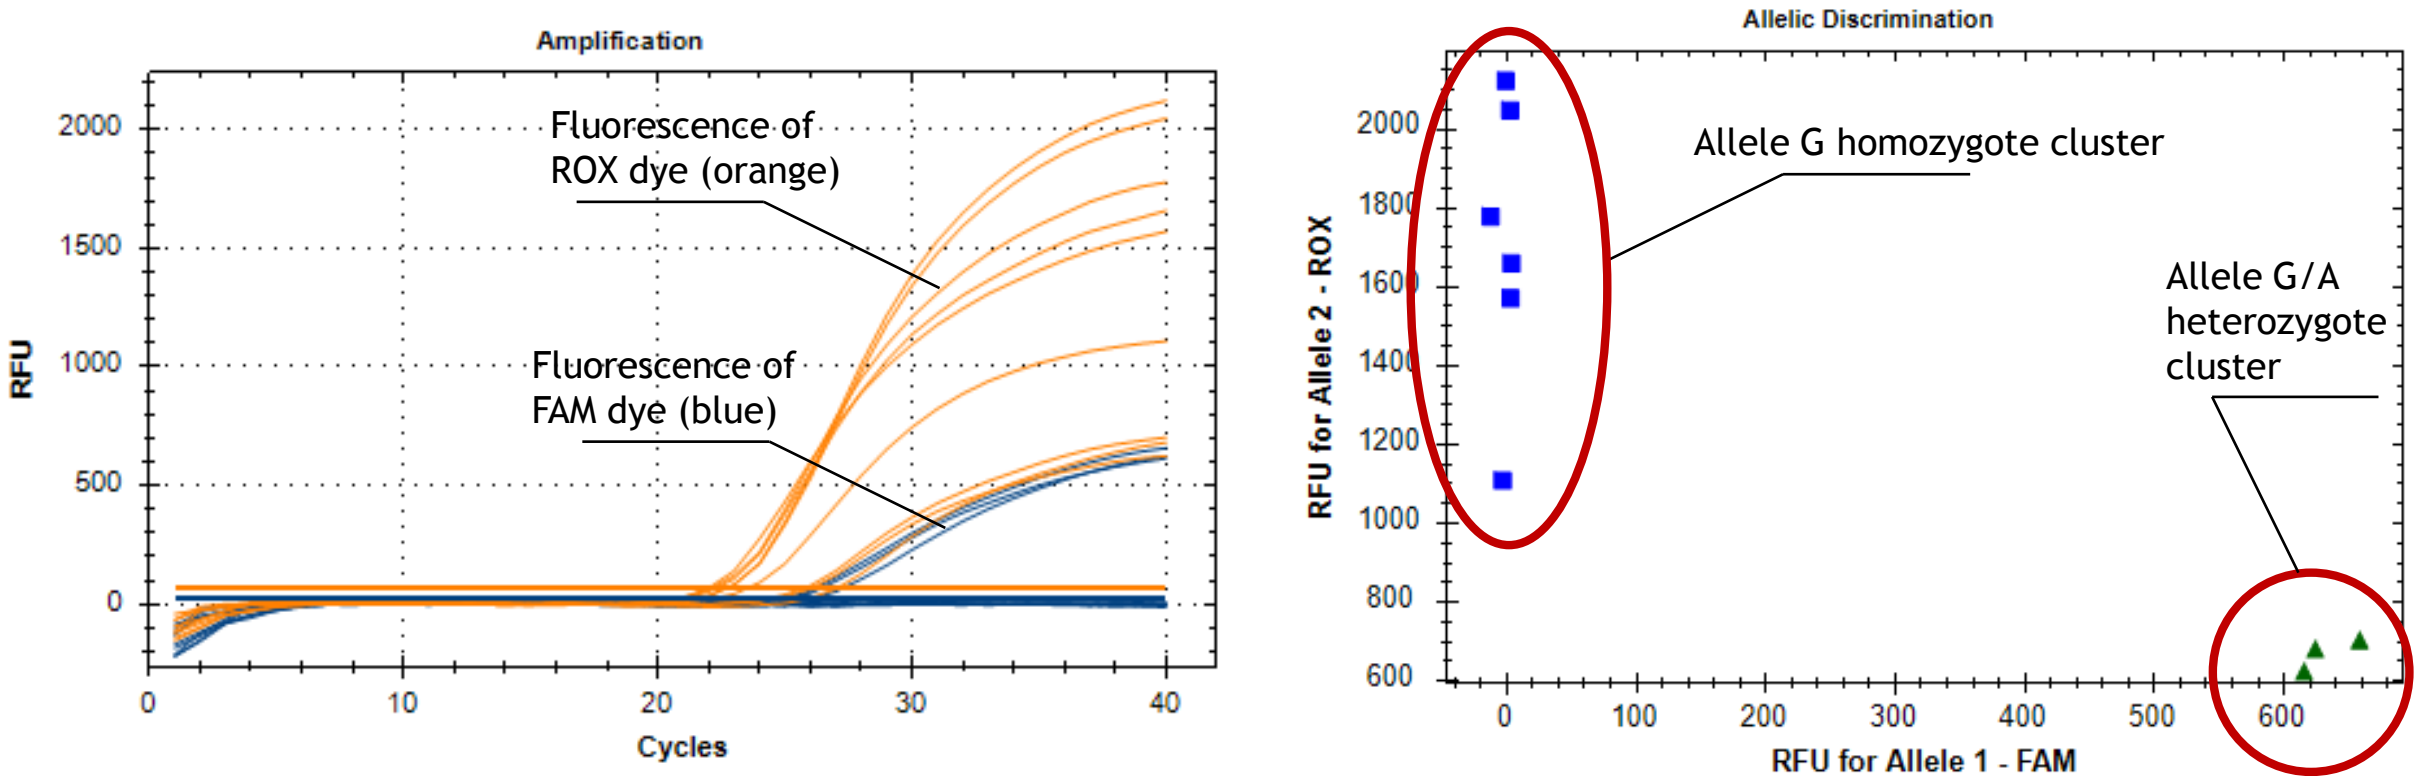 Amplification
Fluorescence of
ROX dye (orange)
Fluorescence of
FAM dye (blue)
RFU
2000
1500
1000
500
0
0
10
20
30
40
Cycles
Allelic Discrimination
Allele G homozygote cluster
Allele G/A
heterozygote
cluster
RFU for Allele 2 - ROX
2000
1800
1600
1400
1200
1000
800
600
0
100
200
300
400
500
600
RFU for Allele 1 - FAM